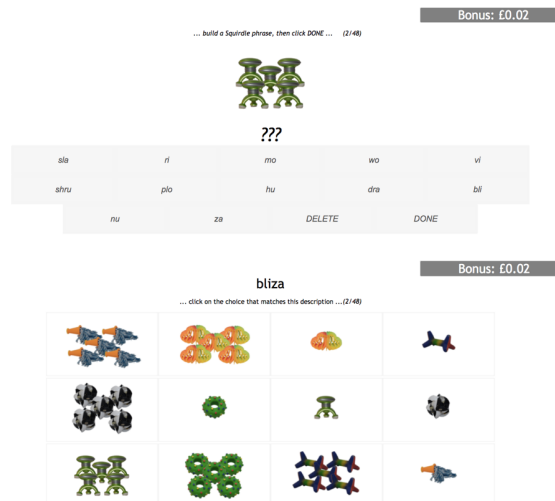 Bonus: £0.02
... build a Squirdle phrase, then click DONE ... (2/48)
???
sla ri mo wo vi
shru plo hu dra bli
nu za DELETE DONE
Bonus: £0.02
bliza
... click on the choice that matches this description ...(2/48)